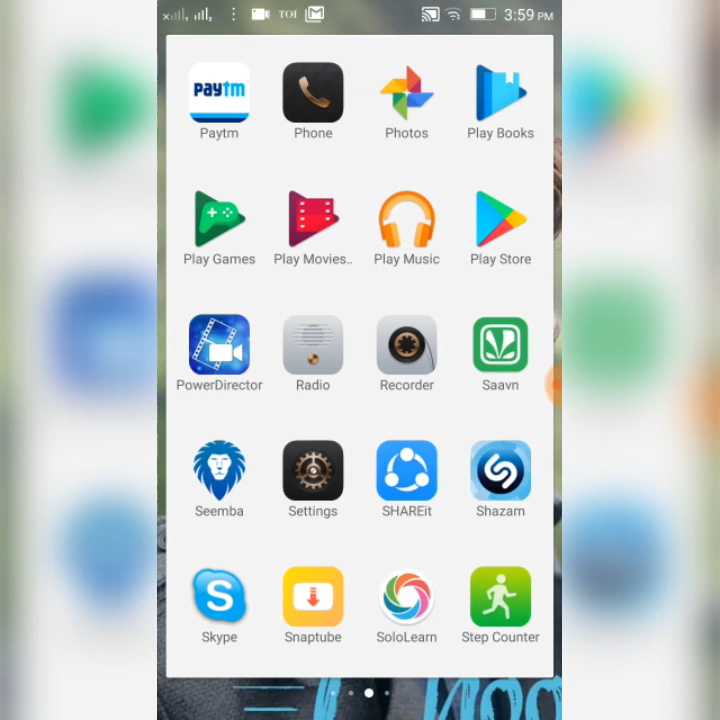 TOI 3:59 PM
paytm
Paytm Phone Photos Play Books
Play Games Play Movies.. Play Music Play Store
PowerDirector Radio Recorder Saavn
Seemba Settings SHAREit Shazam
S
Skype Snaptube SoloLearn Step Counter